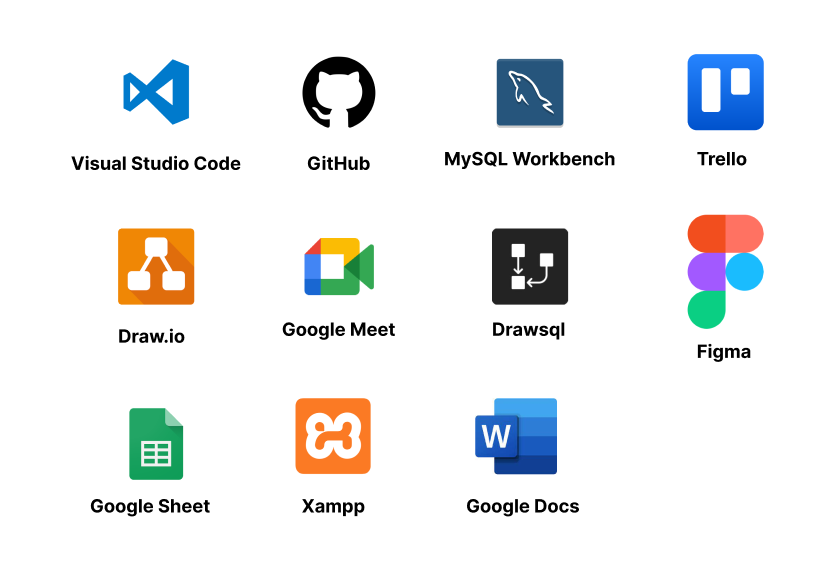 Visual Studio Code
GitHub
MySQL Workbench
Trello
Draw.io
Google Meet
Drawsql
Figma
W
Google Sheet
Xampp
Google Docs